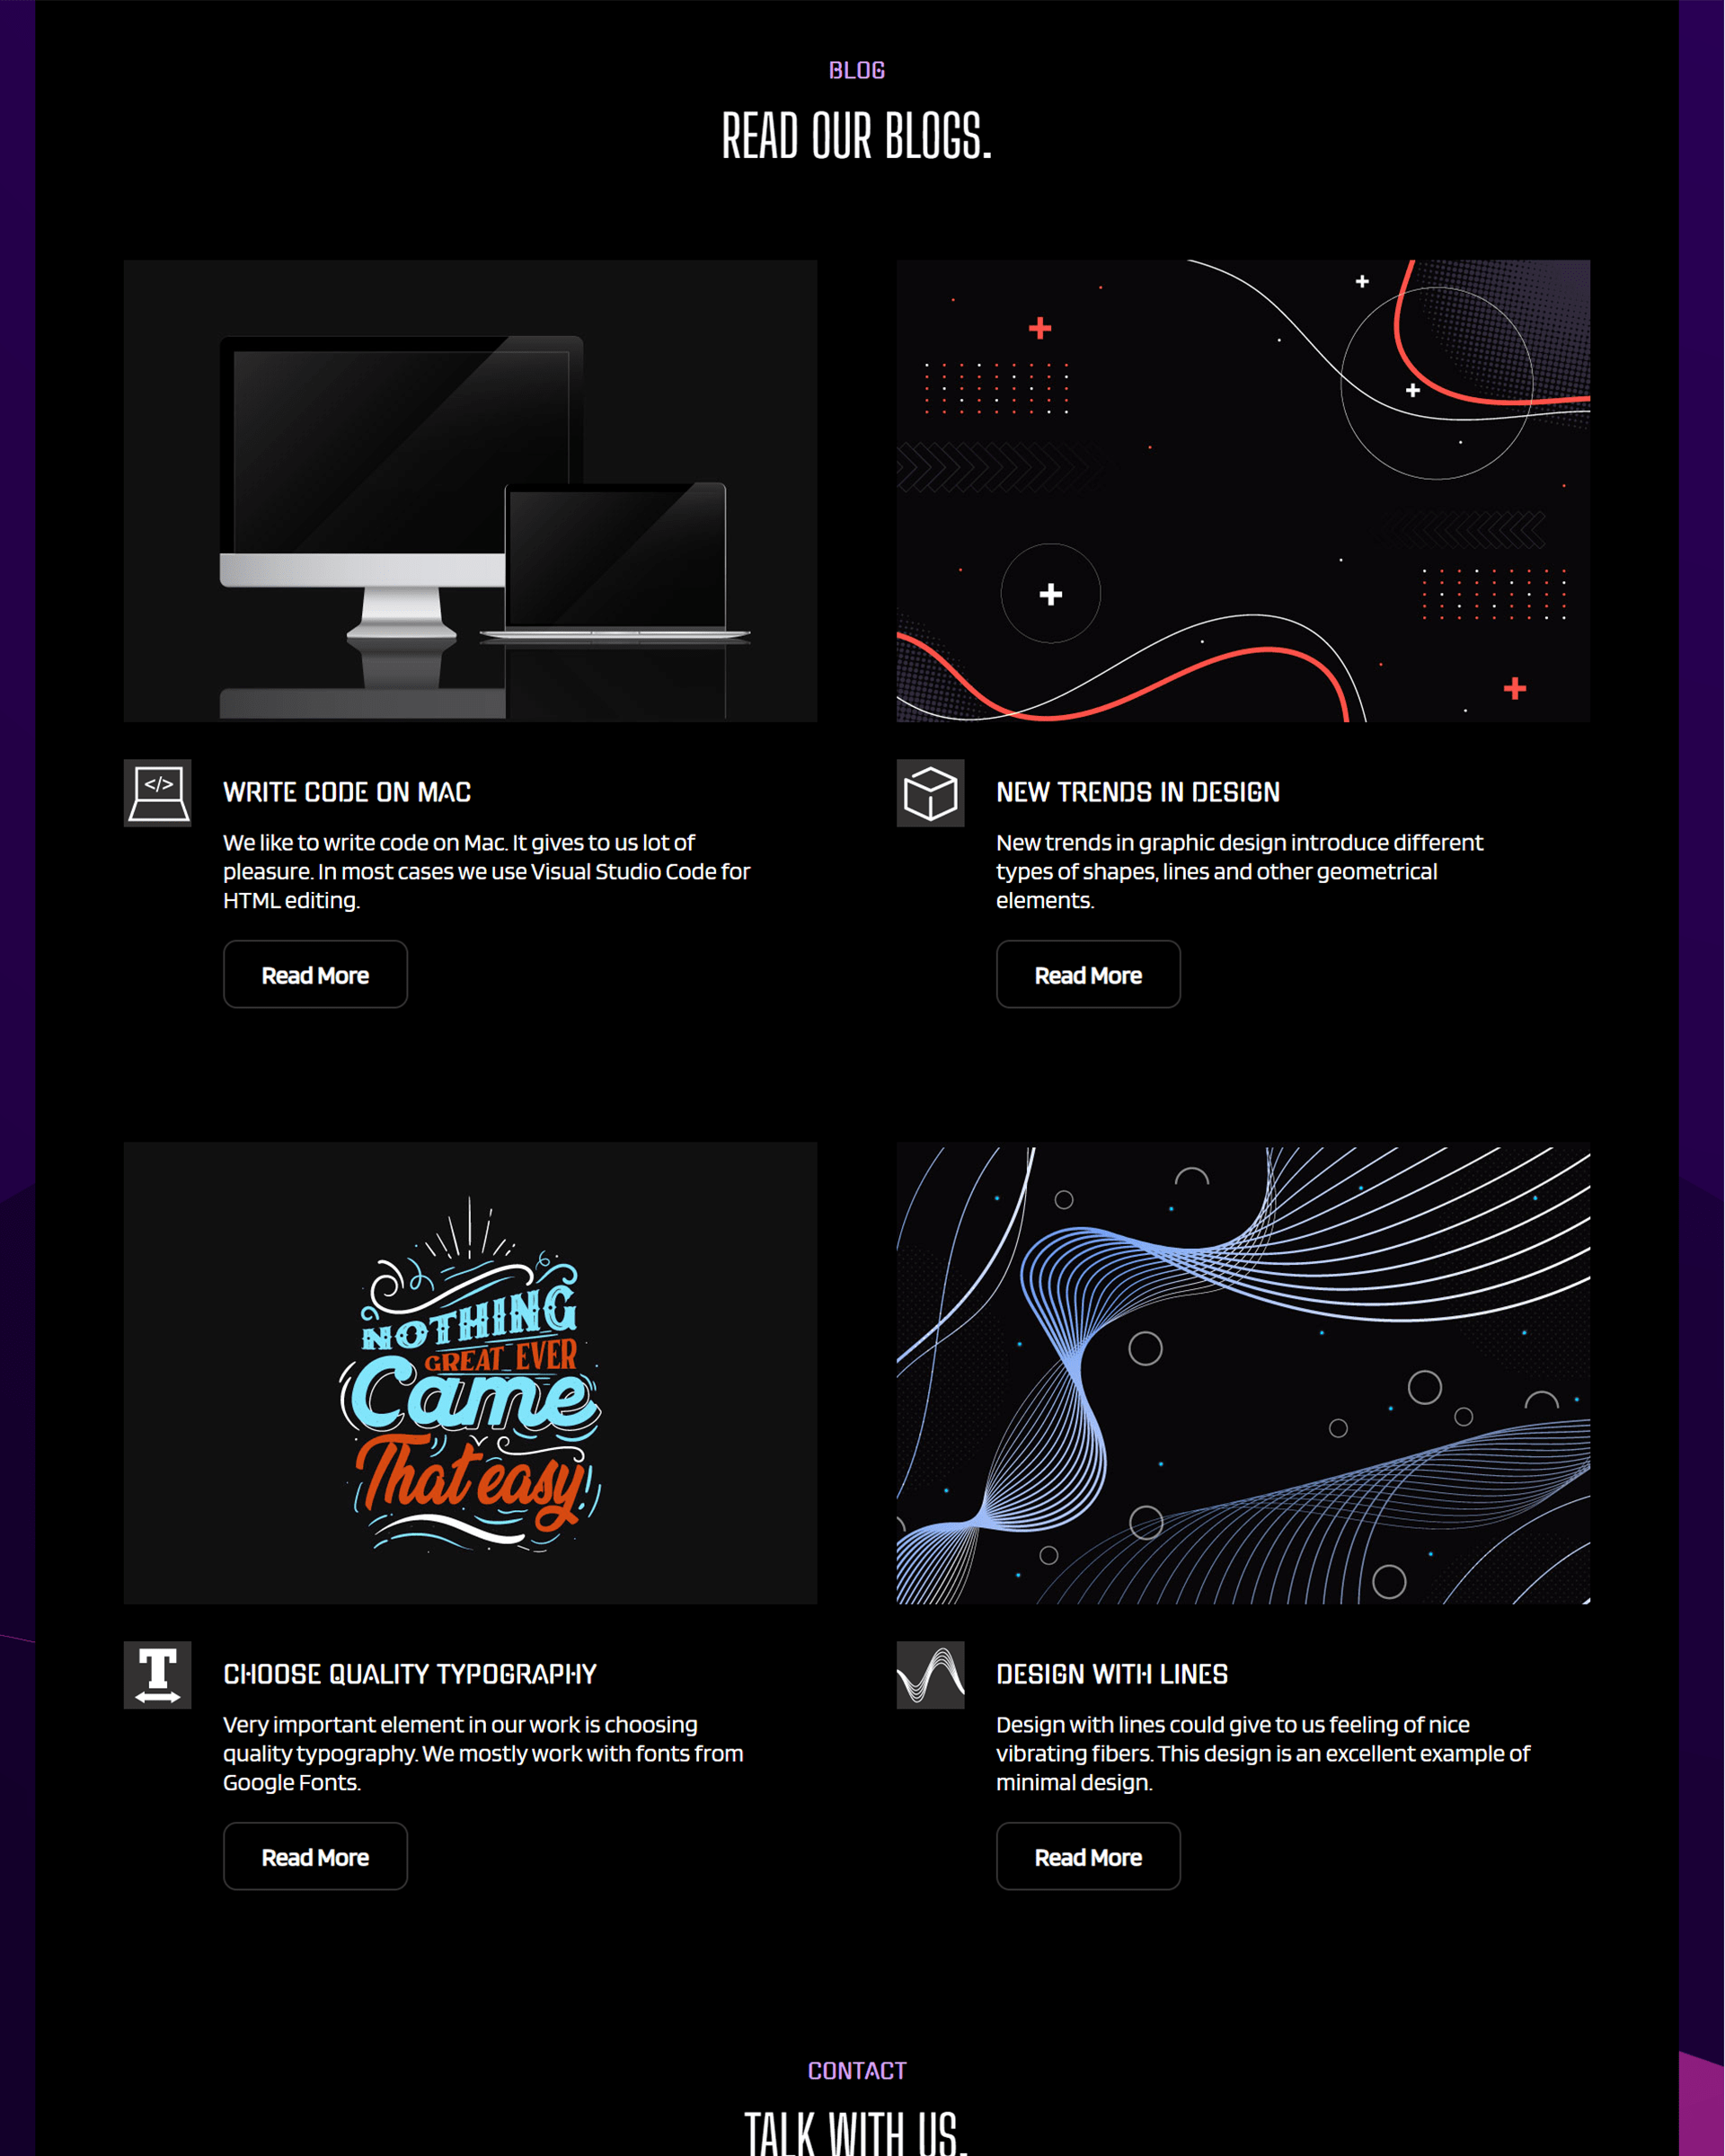 BLOG
READ OUR BLOGS.
</>
WRITE CODE ON MAC
We like to write code on Mac. It gives to us lot of
pleasure. In most cases we use Visual Studio Code for
HTML editing.
Read More
NEW TRENDS IN DESIGN
New trends in graphic design introduce different
types of shapes, lines and other geometrical
elements.
Read More
NOTHING
GREAT EVER
Came
That easy
T
CHOOSE QUALITY TYPOGRAPHY
Very important element in our work is choosing
quality typography. We mostly work with fonts from
Google Fonts.
Read More
DESIGN WITH LINES
Design with lines could give to us feeling of nice
vibrating fibers. This design is an excellent example of
minimal design.
Read More
CONTACT
TALK WITH US.